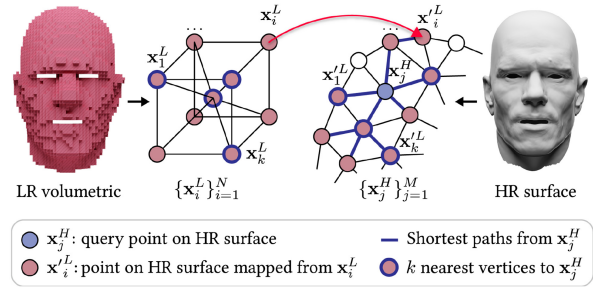 ...
x_i^L
x_1^L
x_k^L
...
x'_i^L
x_j^H
x'_1^L
x'_k^L
LR volumetric
{x_i^L}_{i=1}^N
{x_j^H}_{j=1}^M
HR surface
x_j^H: query point on HR surface
Shortest paths from x_j^H
x'_i^L: point on HR surface mapped from x_i^L
k nearest vertices to x_j^H